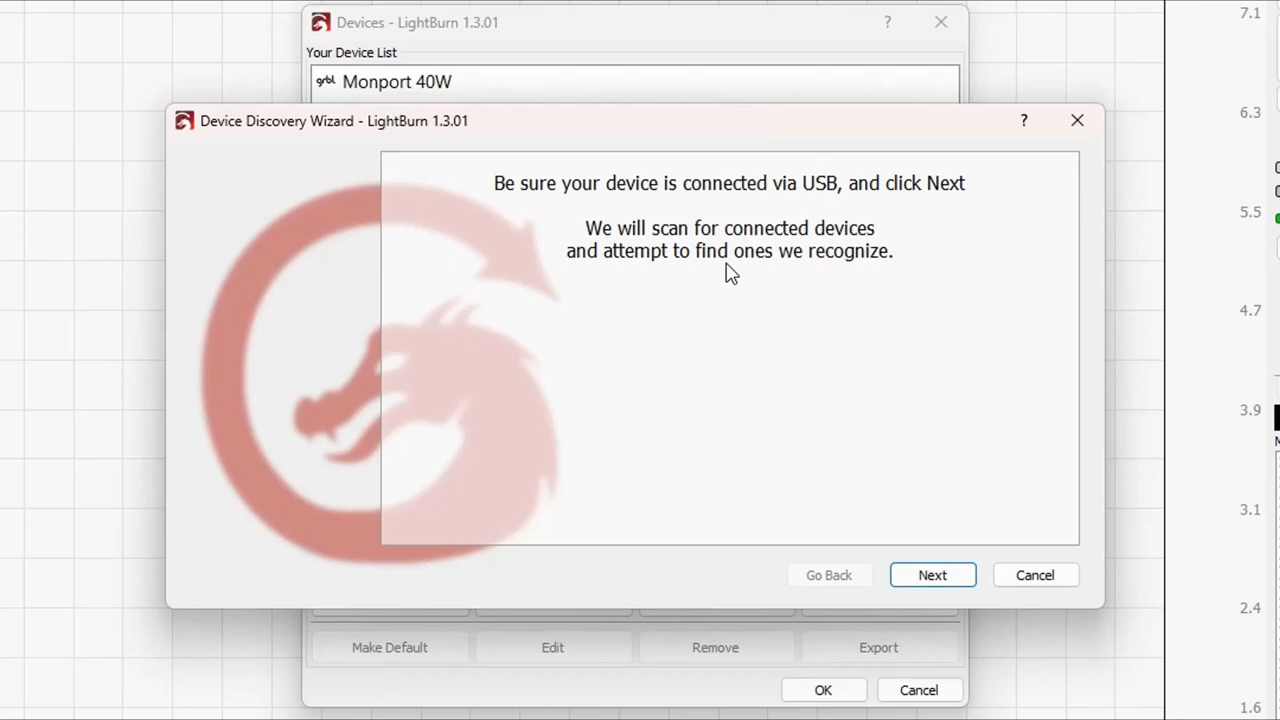 Devices - LightBurn 1.3.01
?
Your Device List
grbl Monport 40W
Device Discovery Wizard - LightBurn 1.3.01
?
Be sure your device is connected via USB, and click Next
We will scan for connected devices
and attempt to find ones we recognize.
Go Back
Next
Cancel
Make Default
Edit
Remove
Export
OK
Cancel
7.1
6.3
5.5
4.7
3.9
3.1
2.4
1.6